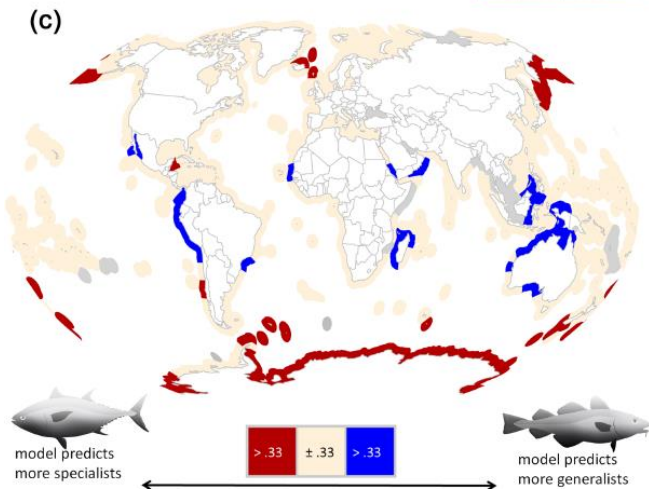 (c)
model predicts
more specialists
> .33
± .33
> .33
model predicts
more generalists